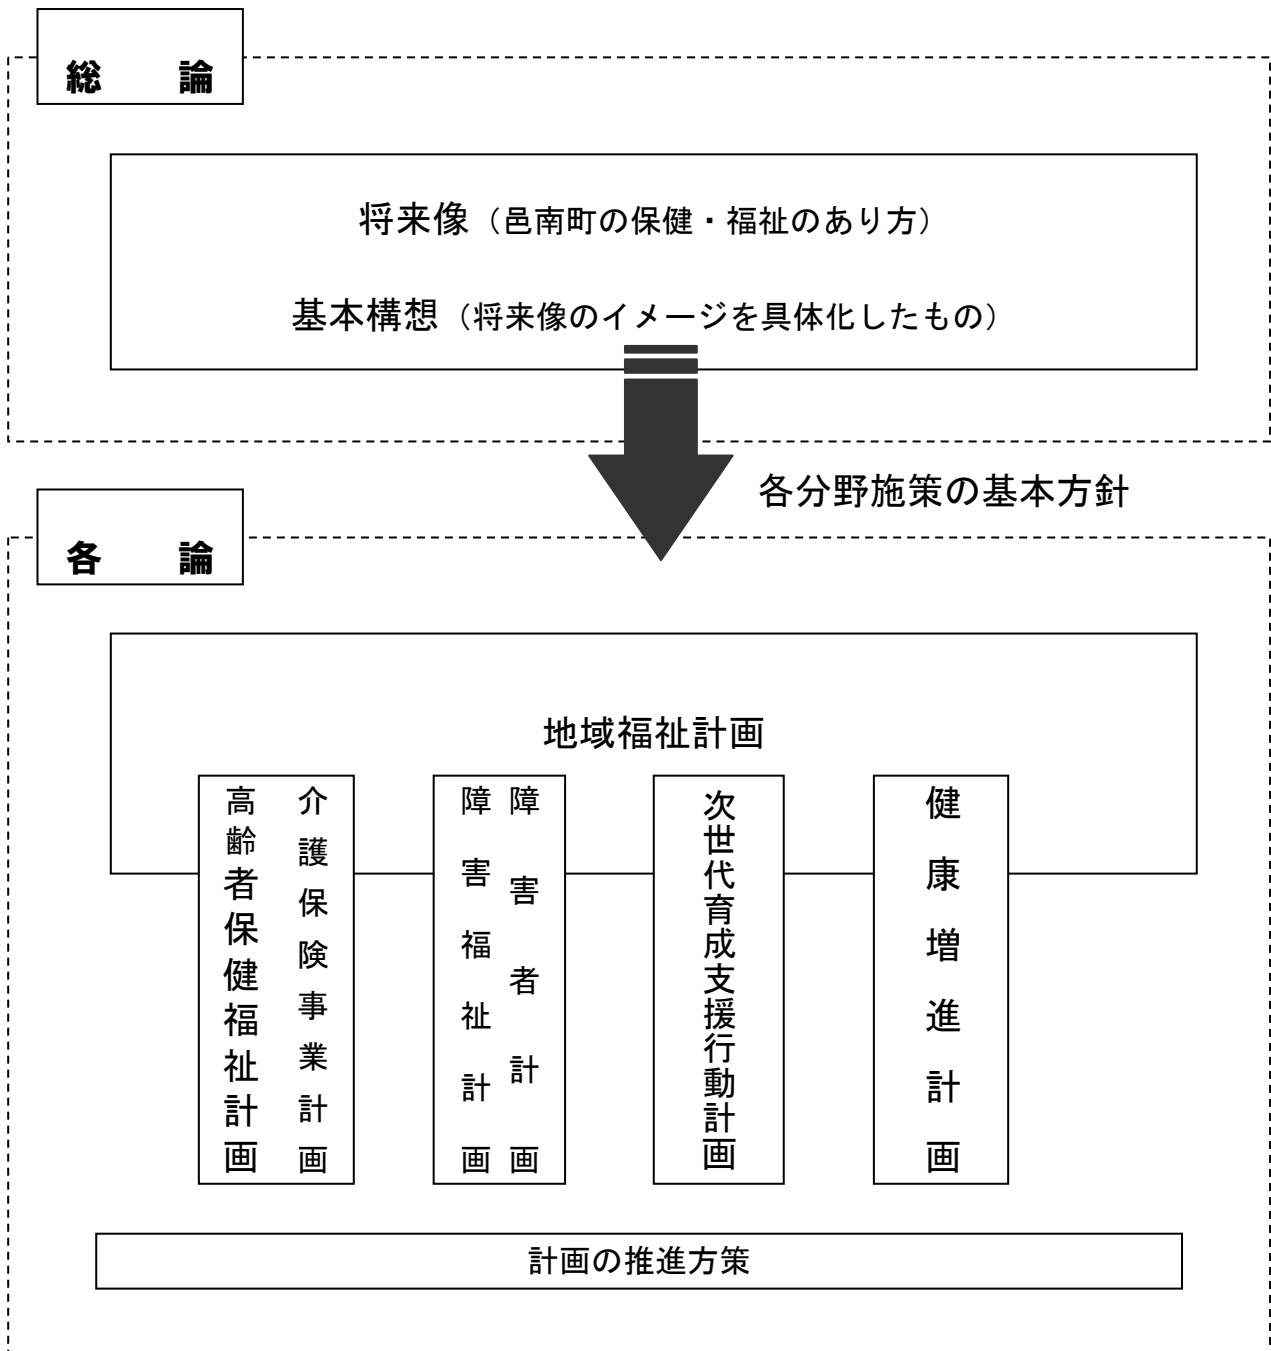 総論
将来像（邑南町の保健・福祉のあり方）
基本構想（将来像のイメージを具体化したもの）
各分野施策の基本方針
各論
地域福祉計画
介護保険事業計画
高齢者保健福祉計画
障害者計画
障害福祉計画
次世代育成支援行動計画
健康増進計画
計画の推進方策